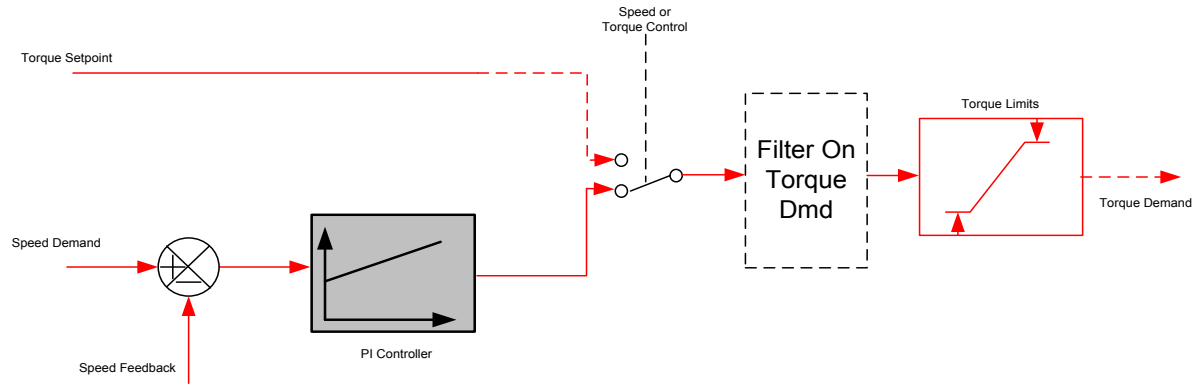 Speed or
Torque Control
Torque Setpoint
Torque Limits
Filter On
Torque
Dmd
Torque Demand
Speed Demand
PI Controller
Speed Feedback